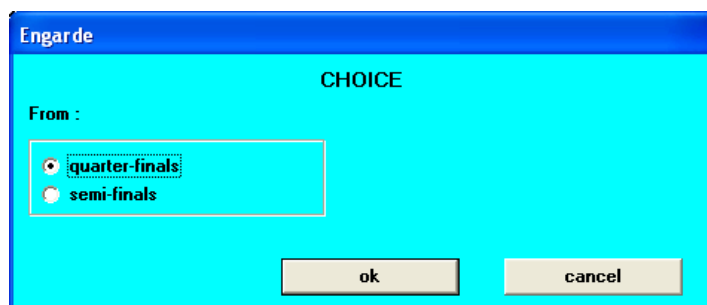 Engarde
CHOICE
From :
quarter-finals
semi-finals
ok cancel